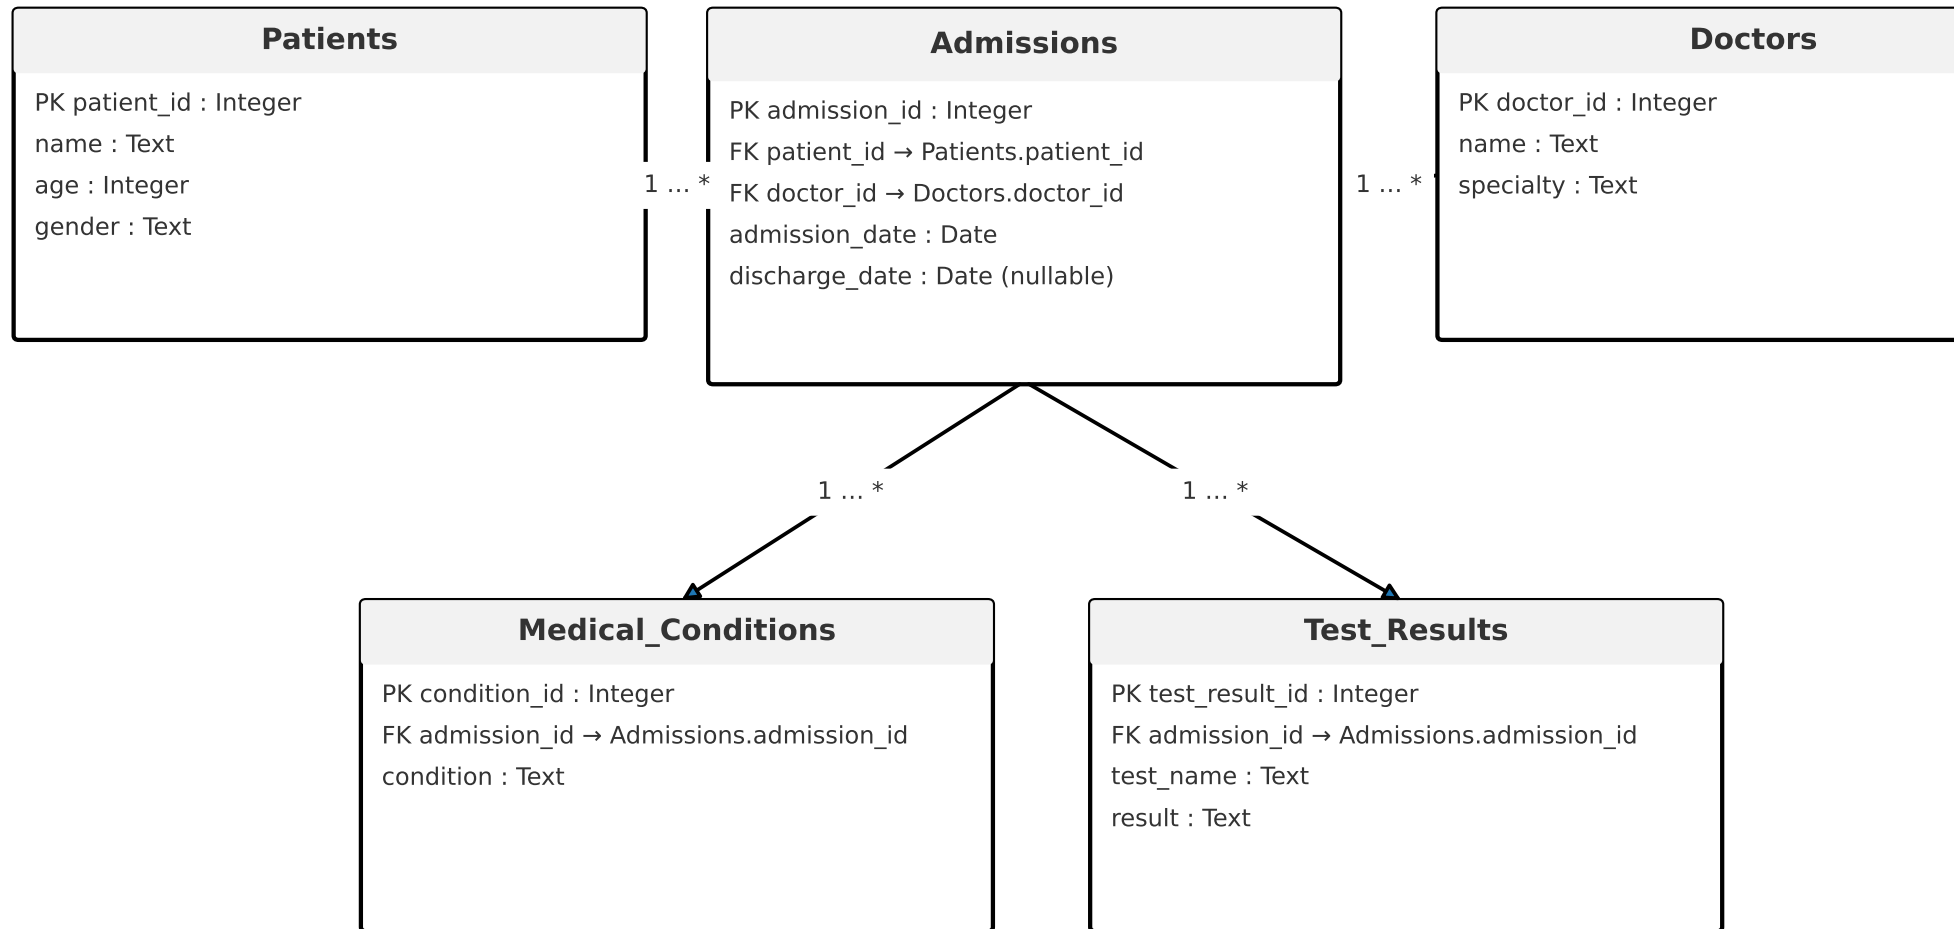 Patients
PK patient_id : Integer
name : Text
age : Integer
gender : Text
1 ... *
Admissions
PK admission_id : Integer
FK patient_id → Patients.patient_id
FK doctor_id → Doctors.doctor_id
admission_date : Date
discharge_date : Date (nullable)
1 ... *
Doctors
PK doctor_id : Integer
name : Text
specialty : Text
1 ... *
1 ... *
Medical_Conditions
PK condition_id : Integer
FK admission_id → Admissions.admission_id
condition : Text
Test_Results
PK test_result_id : Integer
FK admission_id → Admissions.admission_id
test_name : Text
result : Text